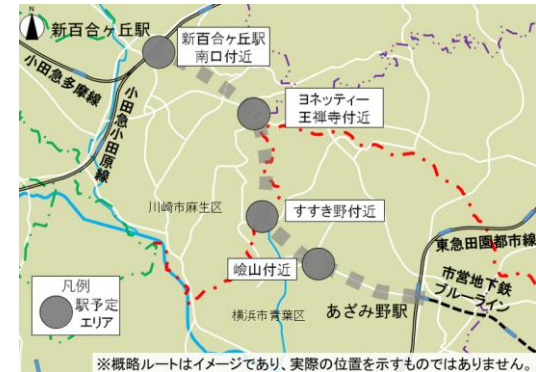 N
新百合ヶ丘駅
新百合ヶ丘駅
南口付近
小田急多摩線
小田急小田原線
ヨネッティー
王禅寺付近
川崎市麻生区
すすき野付近
嶮山付近
東急田園都市線
市営地下鉄
ブルーライン
あざみ野駅
横浜市青葉区
凡例
駅予定
エリア
※概略ルートはイメージであり、実際の位置を示すものではありません。